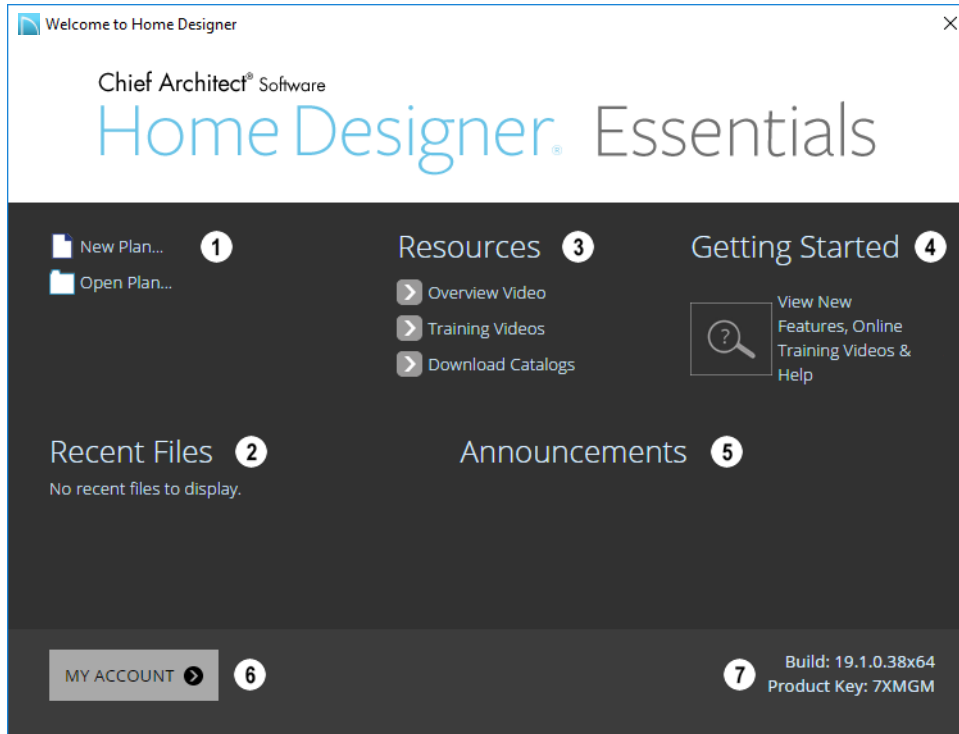 Welcome to Home Designer
Chief Architect® Software
Home Designer® Essentials
New Plan... 1
Open Plan...
Resources 3
Overview Video
Training Videos
Download Catalogs
Getting Started 4
?
View New
Features, Online
Training Videos &
Help
Recent Files 2
No recent files to display.
Announcements 5
MY ACCOUNT 6
7 Build: 19.1.0.38x64
Product Key: 7XMGM